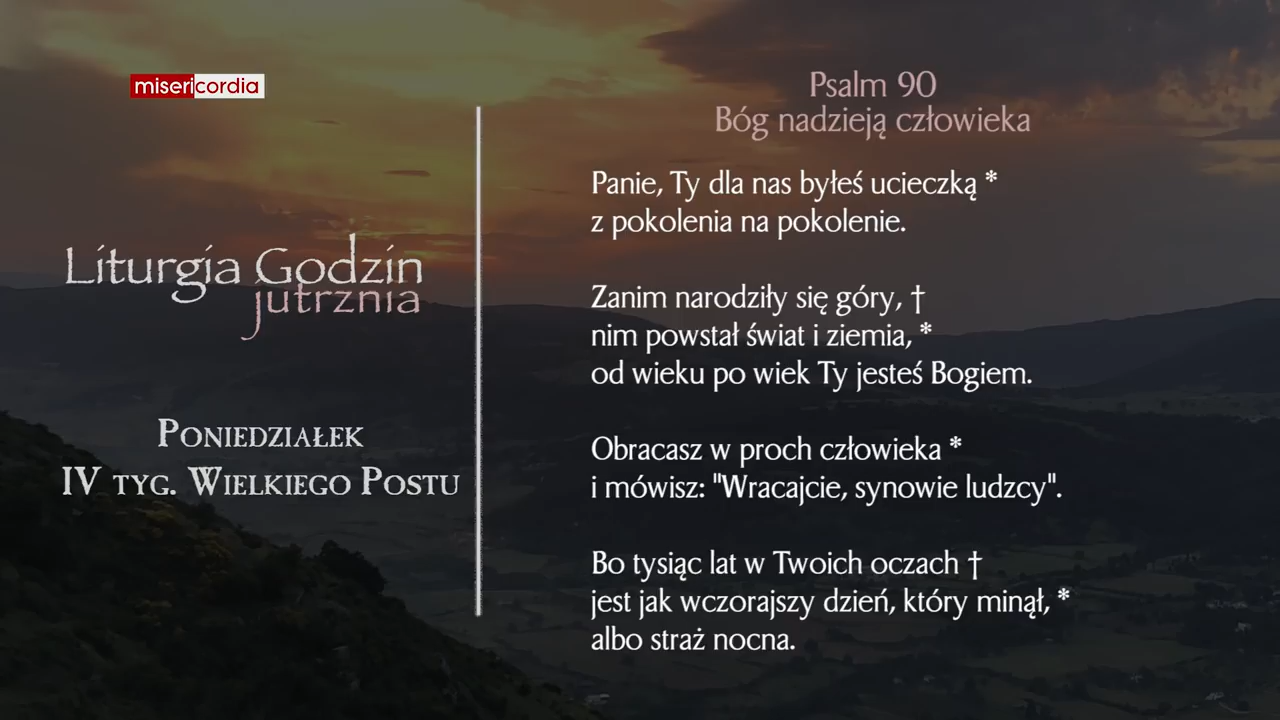 misericordia
Liturgia Godzin
jutrznia
Poniedziałek
IV tyg. Wielkiego Postu
Psalm 90
Bóg nadzieją człowieka
Panie, Ty dla nas byłeś ucieczką *
z pokolenia na pokolenie.
Zanim narodziły się góry, †
nim powstał świat i ziemia, *
od wieku po wiek Ty jesteś Bogiem.
Obracasz w proch człowieka *
i mówisz: "Wracajcie, synowie ludzcy".
Bo tysiąc lat w Twoich oczach †
jest jak wczorajszy dzień, który minął, *
albo straż nocna.